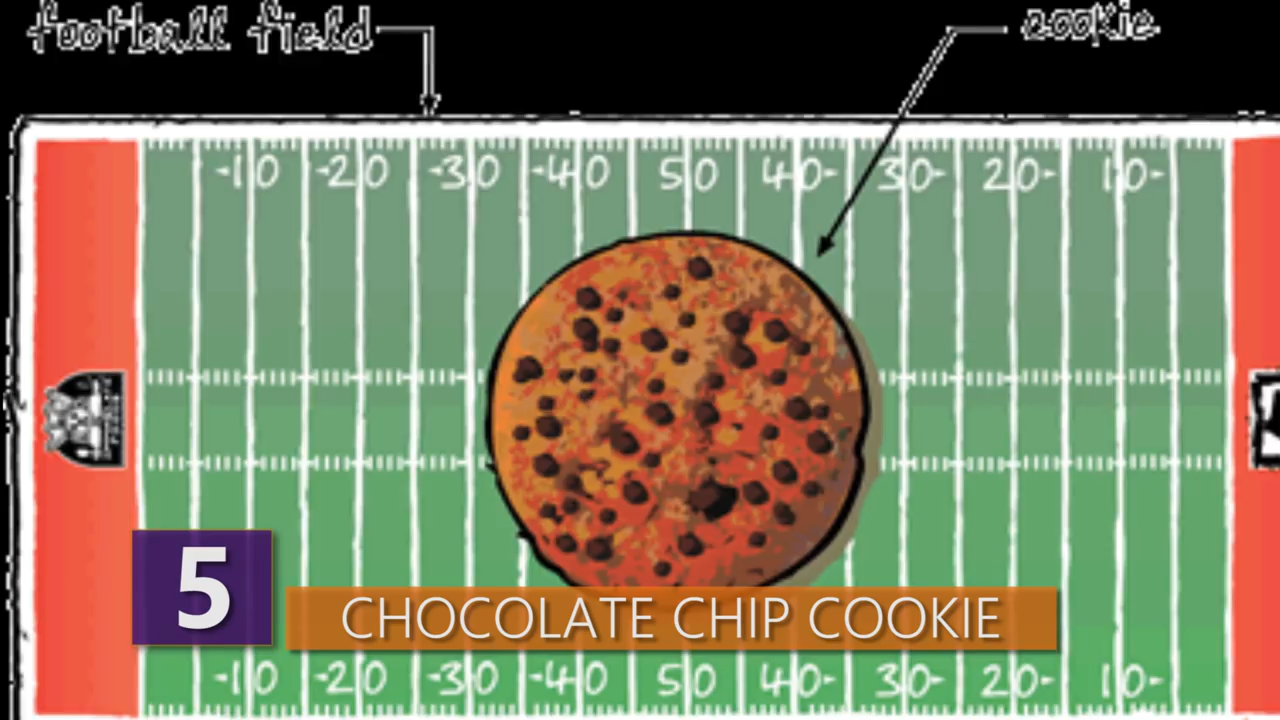 football field
cookie
-10 -20 -30 -40 50 40- 30- 20- 10-
5
CHOCOLATE CHIP COOKIE
-10 -20 -30 -40 50 40- 30- 20- 10-